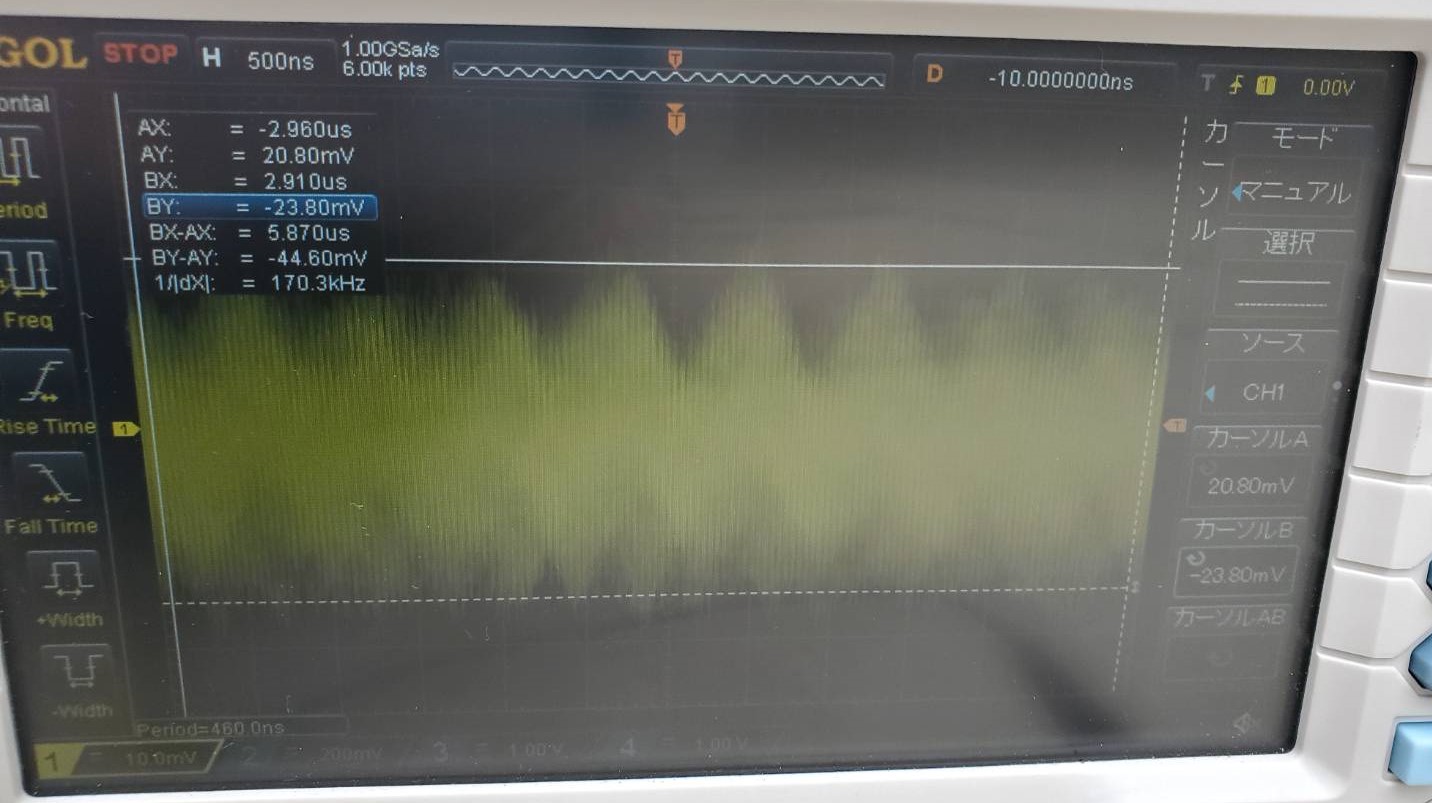 GOL STOP H 500ns 1.00GSa/s
6.00k pts
T
D -10.0000000ns
T 1 0.00V
ontal
T
AX: = -2.960us
AY: = 20.80mV
BX: = 2.910us
BY: = -23.80mV
BX-AX: = 5.870us
BY-AY: = -44.60mV
1/|dX|: = 170.3kHz
eriod
Freq
Rise Time
Fall Time
+Width
-Width
1
T
カーソル
モード
マニュアル
選択
ソース
CH1
カーソルA
20.80mV
カーソルB
-23.80mV
カーソルAB
Period=460.0ns
1 = 10.0mV 2 = 200mV 3 = 1.00 V 4 = 1.00 V